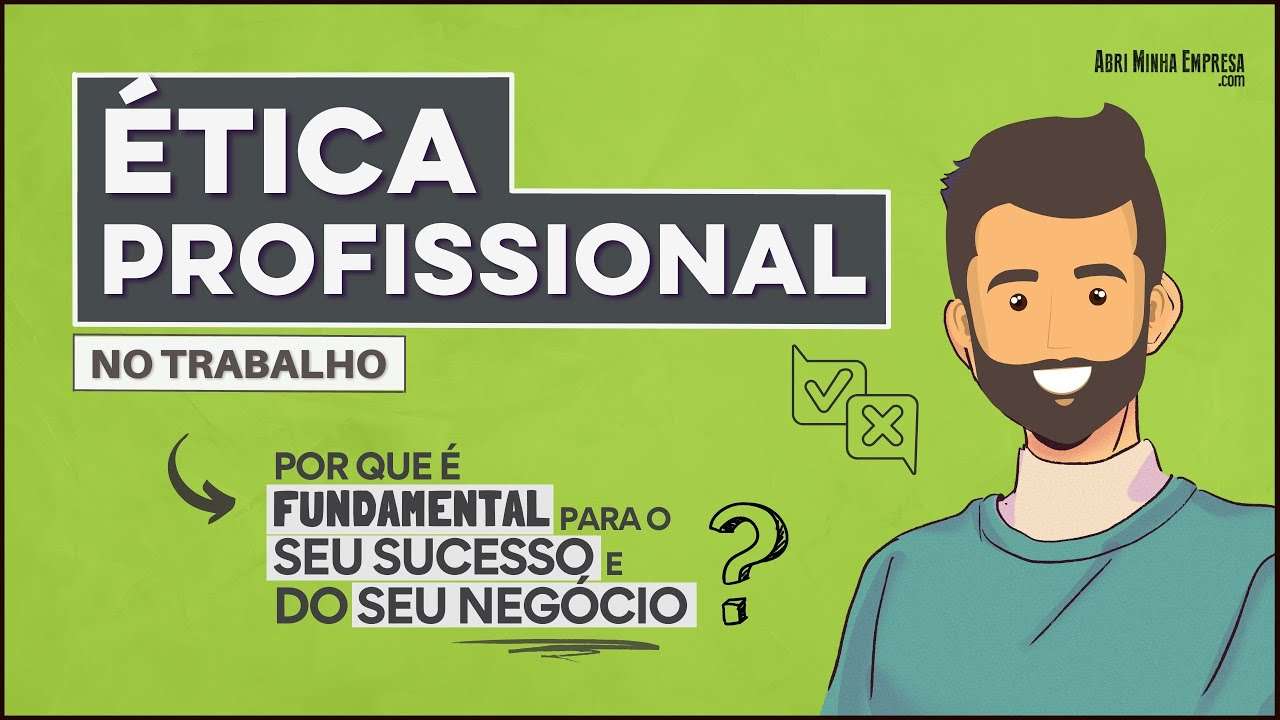 ABRI MINHA EMPRESA
.com
ÉTICA
PROFISSIONAL
NO TRABALHO
POR QUE É
FUNDAMENTAL PARA O
SEU SUCESSO E
DO SEU NEGÓCIO ?